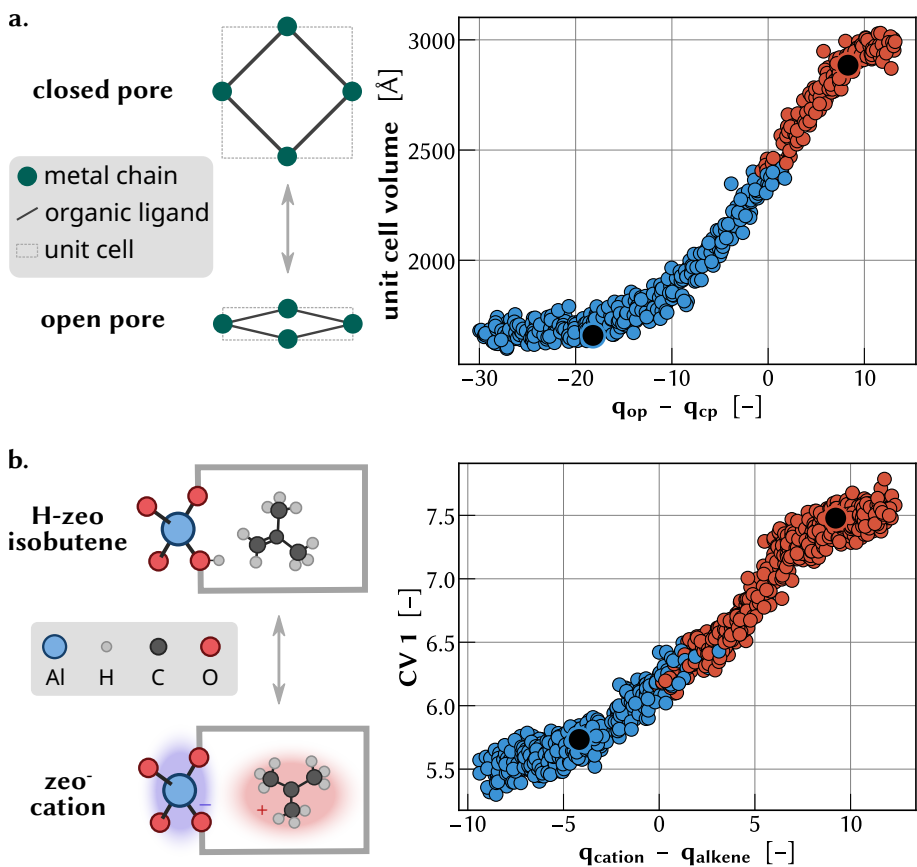 a.
closed pore
metal chain
organic ligand
unit cell
open pore
unit cell volume [Å]
3000
2500
2000
−30
−20
−10
0
10
q_op − q_cp [−]
b.
H-zeo
isobutene
Al
H
C
O
zeo⁻
cation
−
+
CV 1 [−]
7.5
7.0
6.5
6.0
5.5
−10
−5
0
5
10
q_cation − q_alkene [−]